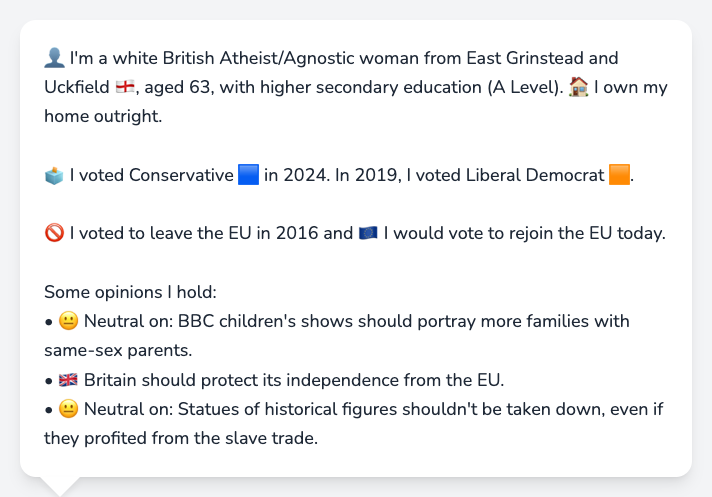 👤 I'm a white British Atheist/Agnostic woman from East Grinstead and
Uckfield 🏴󠁧󠁢󠁥󠁮󠁧󠁿, aged 63, with higher secondary education (A Level). 🏠 I own my
home outright.
🗳️ I voted Conservative 🟦 in 2024. In 2019, I voted Liberal Democrat 🟧.
🚫 I voted to leave the EU in 2016 and 🇪🇺 I would vote to rejoin the EU today.
Some opinions I hold:
• 😐 Neutral on: BBC children's shows should portray more families with
same-sex parents.
• 🇬🇧 Britain should protect its independence from the EU.
• 😐 Neutral on: Statues of historical figures shouldn't be taken down, even if
they profited from the slave trade.